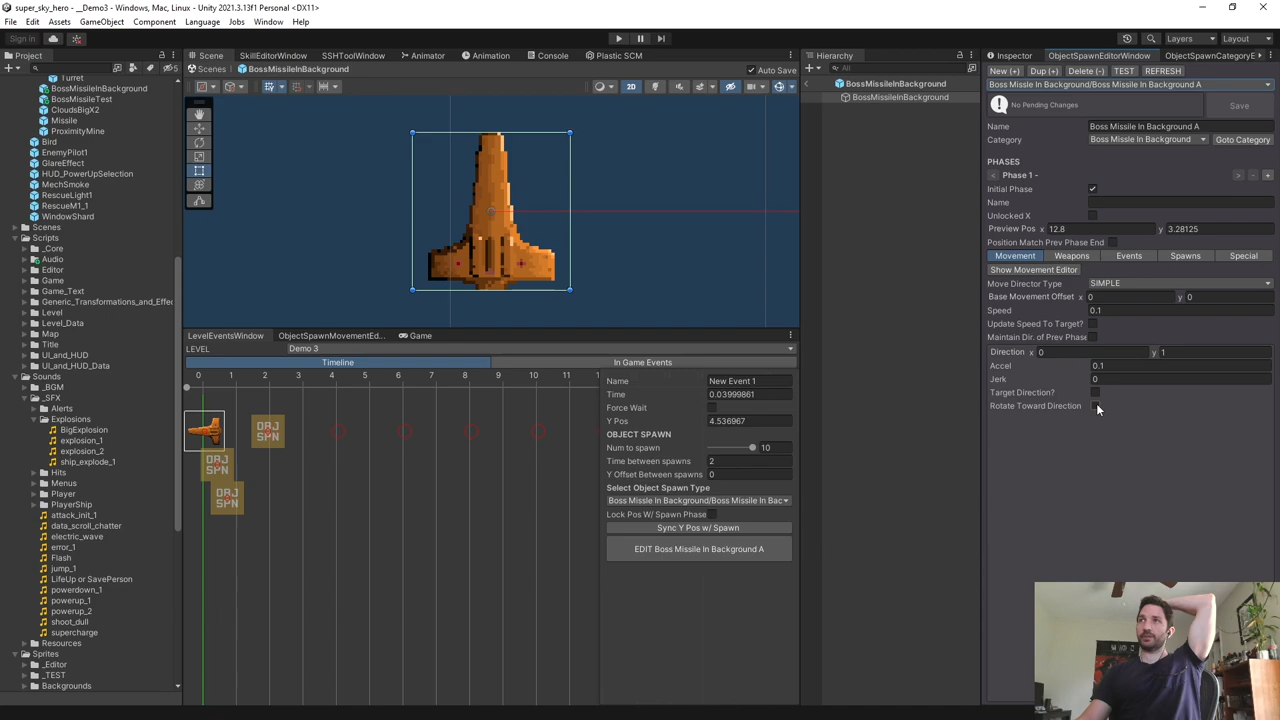 super_sky_hero - __Demo3 - Windows, Mac, Linux - Unity 2021.3.13f1 Personal <DX11>
File Edit Assets GameObject Component Language Jobs Window Help
Sign in
Layers
Layout
Project
5
Turret
BossMissileInBackground
BossMissileTest
CloudsBigX2
Missile
ProximityMine
Bird
EnemyPilot1
GlareEffect
HUD_PowerUpSelection
MechSmoke
RescueLight1
RescueM1_1
WindowShard
Scenes
Scripts
_Core
Audio
Editor
Game
Game_Text
Generic_Transformations_and_Effec
Level
Level_Data
Map
Title
UI_and_HUD
UI_and_HUD_Data
Sounds
_BGM
_SFX
Alerts
Explosions
BigExplosion
explosion_1
explosion_2
ship_explode_1
Hits
Menus
Player
PlayerShip
attack_init_1
data_scroll_chatter
electric_wave
error_1
Flash
jump_1
LifeUp or SavePerson
powerdown_1
powerup_1
powerup_2
shoot_dull
supercharge
Resources
Sprites
_Editor
_TEST
Backgrounds
Scene SkillEditorWindow SSHToolWindow Animator Animation Console Plastic SCM
Scenes BossMissileInBackground
Auto Save
2D
LevelEventsWindow ObjectSpawnMovementEd... Game
LEVEL Demo 3
Timeline In Game Events
0 1 2 3 4 5 6 7 8 9 10 11
OBJ
SPN
OBJ
SPN
OBJ
SPN
Name New Event 1
Time 0.03999861
Force Wait
Y Pos 4.536967
OBJECT SPAWN
Num to spawn 10
Time between spawns 2
Y Offset Between spawns 0
Select Object Spawn Type
Boss Missle In Background/Boss Missile In Bac
Lock Pos W/ Spawn Phase
Sync Y Pos w/ Spawn
EDIT Boss Missile In Background A
Hierarchy
All
BossMissileInBackground
BossMissileInBackground
Inspector ObjectSpawnEditorWindow ObjectSpawnCategoryE
New (+) Dup (+) Delete (-) TEST REFRESH
Boss Missile In Background/Boss Missile In Background A
No Pending Changes
Save
Name Boss Missile In Background A
Category Boss Missle In Background Goto Category
PHASES
< Phase 1 - > - +
Initial Phase
Name
Unlocked X
Preview Pos x 12.8 y 3.28125
Position Match Prev Phase End
Movement Weapons Events Spawns Special
Show Movement Editor
Move Director Type SIMPLE
Base Movement Offset x 0 y 0
Speed 0.1
Update Speed To Target?
Maintain Dir. of Prev Phase
Direction x 0 y 1
Accel 0.1
Jerk 0
Target Direction?
Rotate Toward Direction